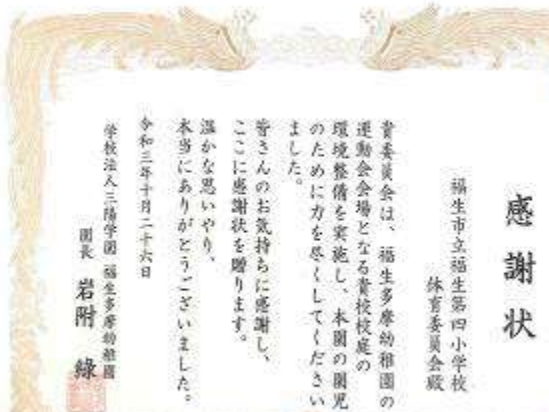 感謝状
福生市立福生第四小学校
体育委員会殿
貴委員会は、福生多摩幼稚園の
運動会会場となる貴校校庭の
環境整備を実施し、本園の園児
のために力を尽くしてください
ました。
皆さんのお気持ちに感謝し、
ここに感謝状を贈ります。
温かな思いやり、
本当にありがとうございました。
令和三年十月二十六日
学校法人三陽学園 福生多摩幼稚園
園長 岩附 緑